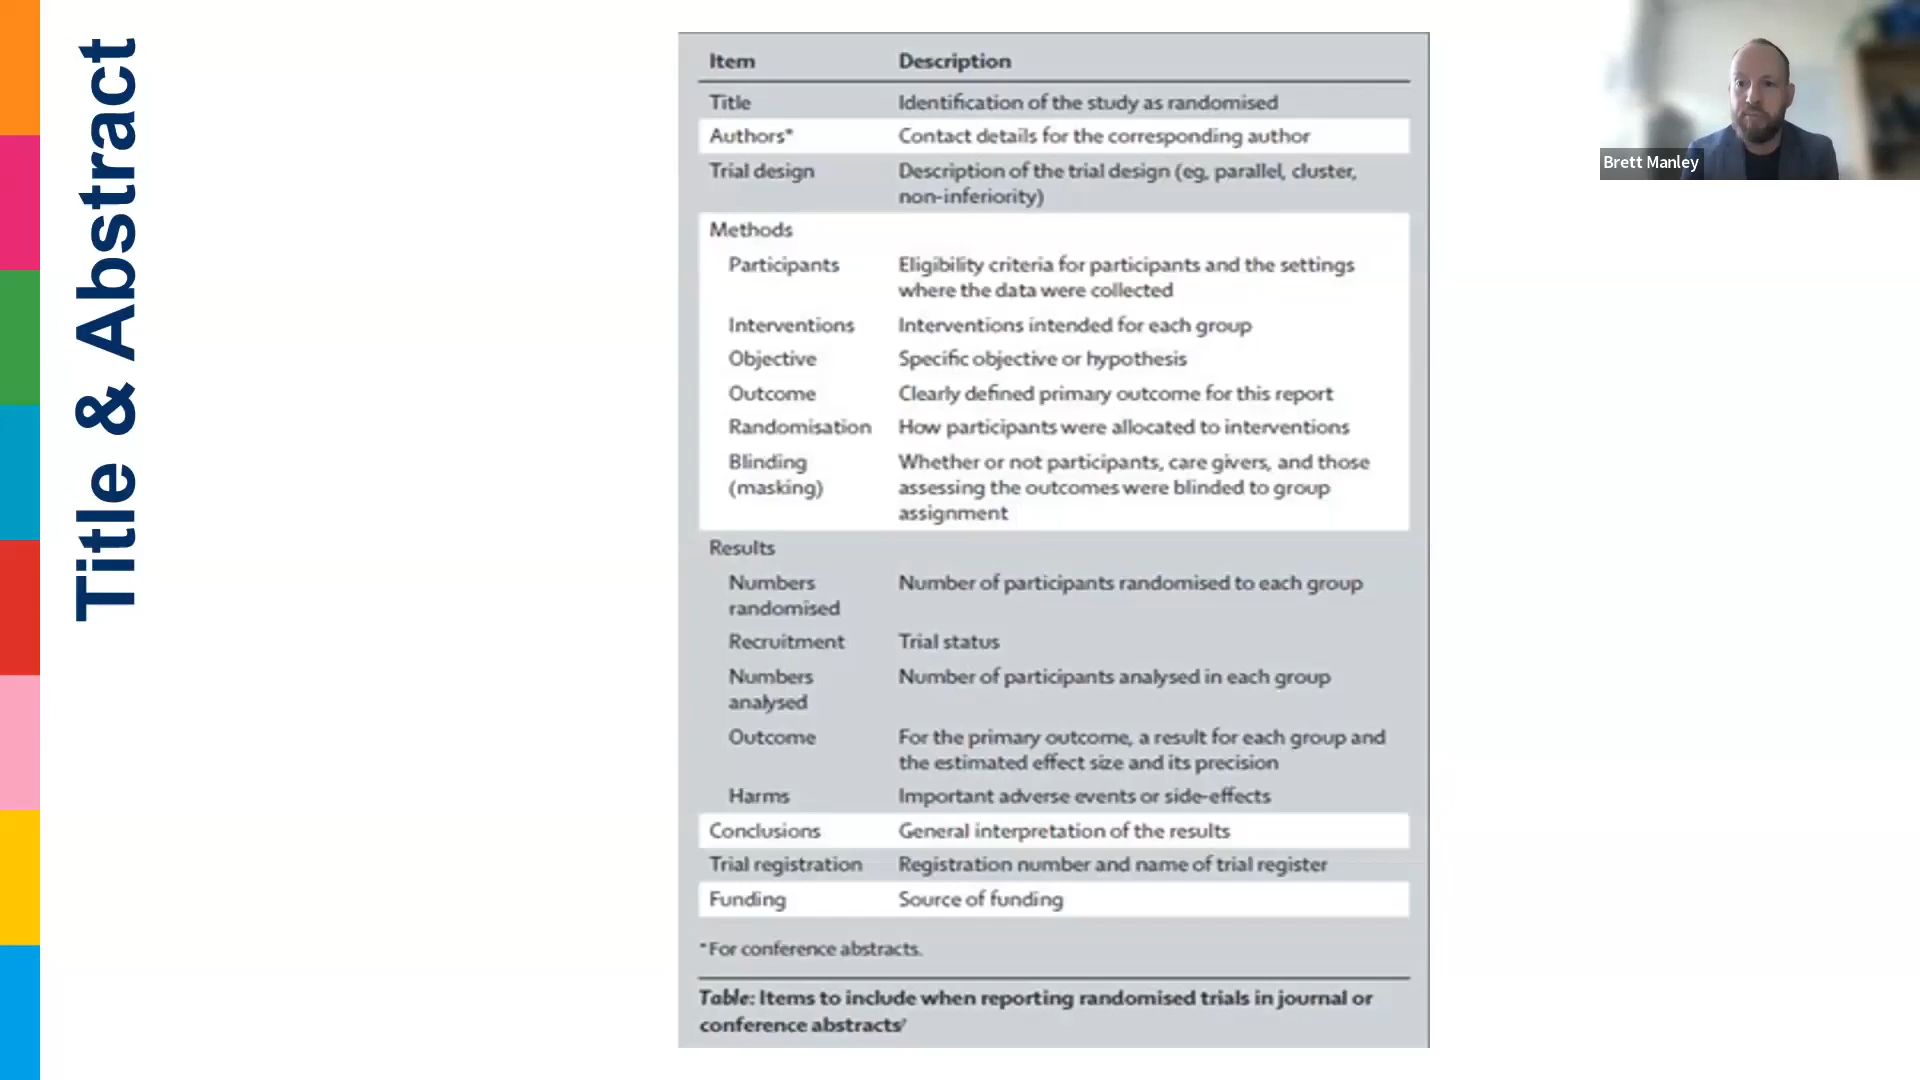 Title & Abstract
Item Description
Title Identification of the study as randomised
Authors* Contact details for the corresponding author
Trial design Description of the trial design (eg, parallel, cluster,
non-inferiority)
Methods
Participants Eligibility criteria for participants and the settings
where the data were collected
Interventions Interventions intended for each group
Objective Specific objective or hypothesis
Outcome Clearly defined primary outcome for this report
Randomisation How participants were allocated to interventions
Blinding Whether or not participants, care givers, and those
(masking) assessing the outcomes were blinded to group
assignment
Results
Numbers Number of participants randomised to each group
randomised
Recruitment Trial status
Numbers Number of participants analysed in each group
analysed
Outcome For the primary outcome, a result for each group and
the estimated effect size and its precision
Harms Important adverse events or side-effects
Conclusions General interpretation of the results
Trial registration Registration number and name of trial register
Funding Source of funding
*For conference abstracts.
Table: Items to include when reporting randomised trials in journal or
conference abstracts
Brett Manley